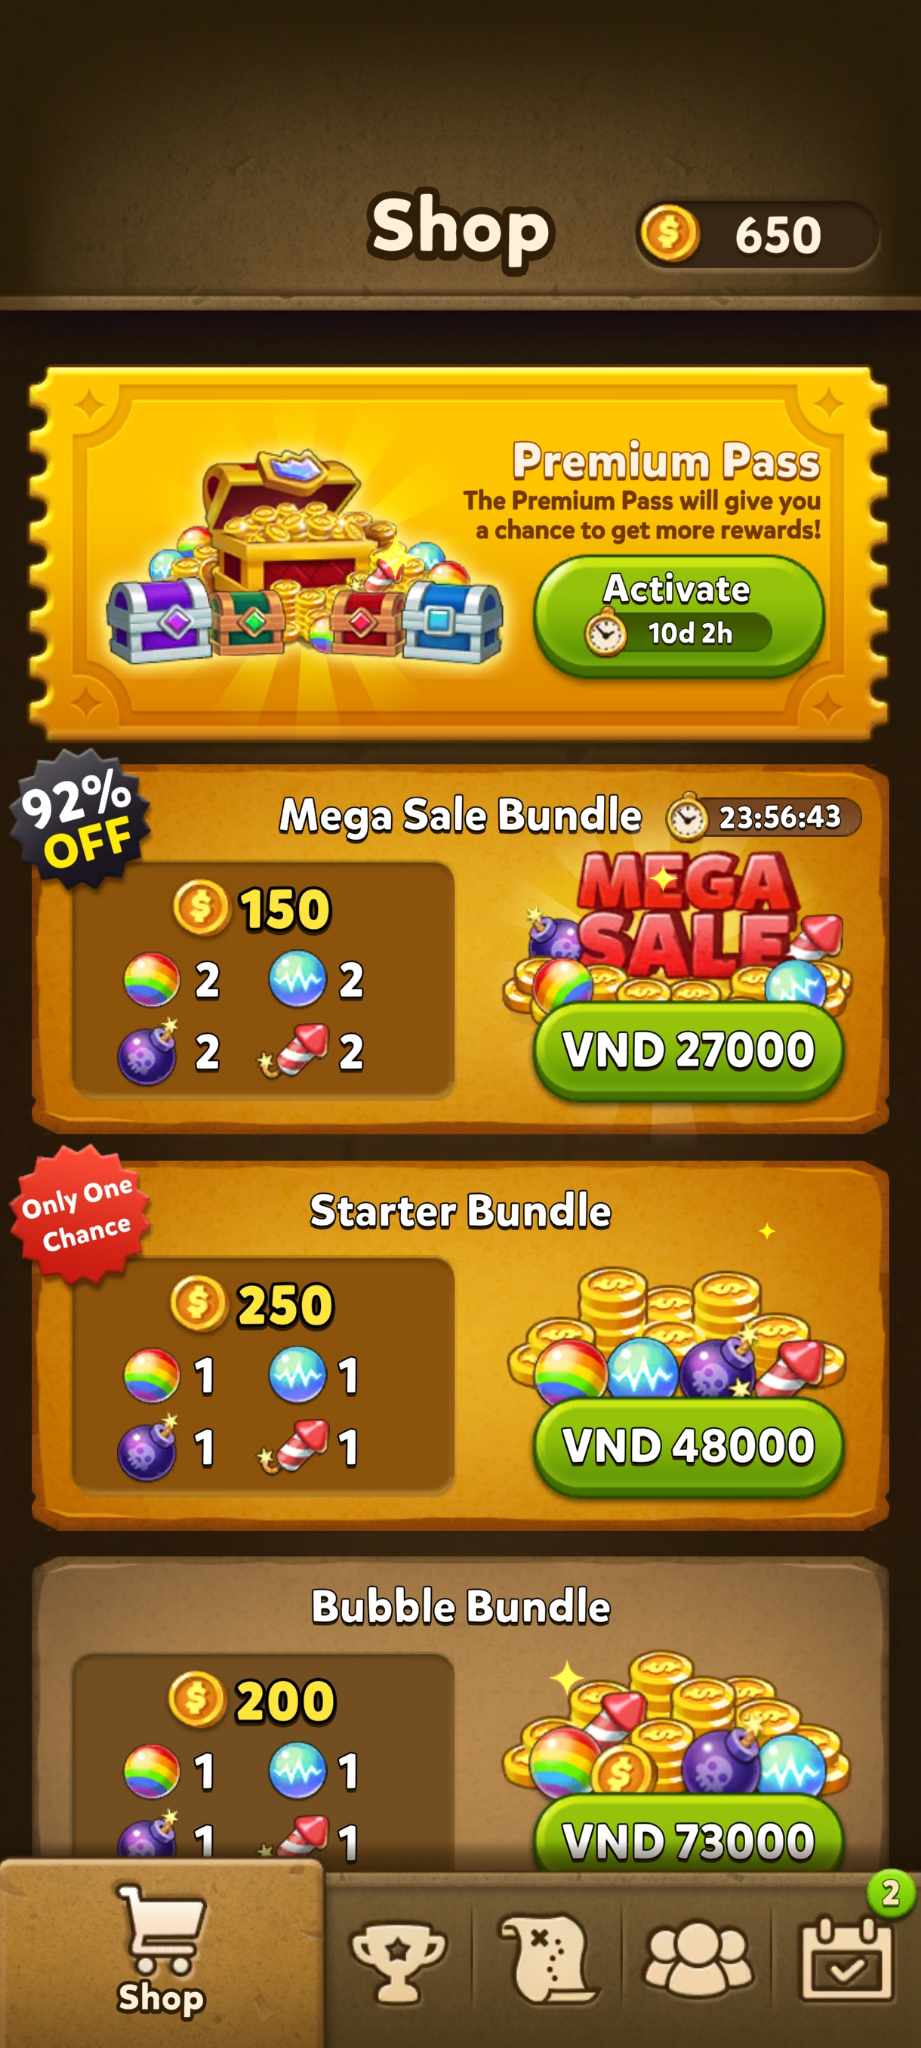 Shop
650
Premium Pass
The Premium Pass will give you
a chance to get more rewards!
Activate
10d 2h
92%
OFF
Mega Sale Bundle
23:56:43
MEGA
SALE
150
2 2
2 2
VND 27000
Only One
Chance
Starter Bundle
250
1 1
1 1
VND 48000
Bubble Bundle
200
1 1
1 1
VND 73000
2
Shop